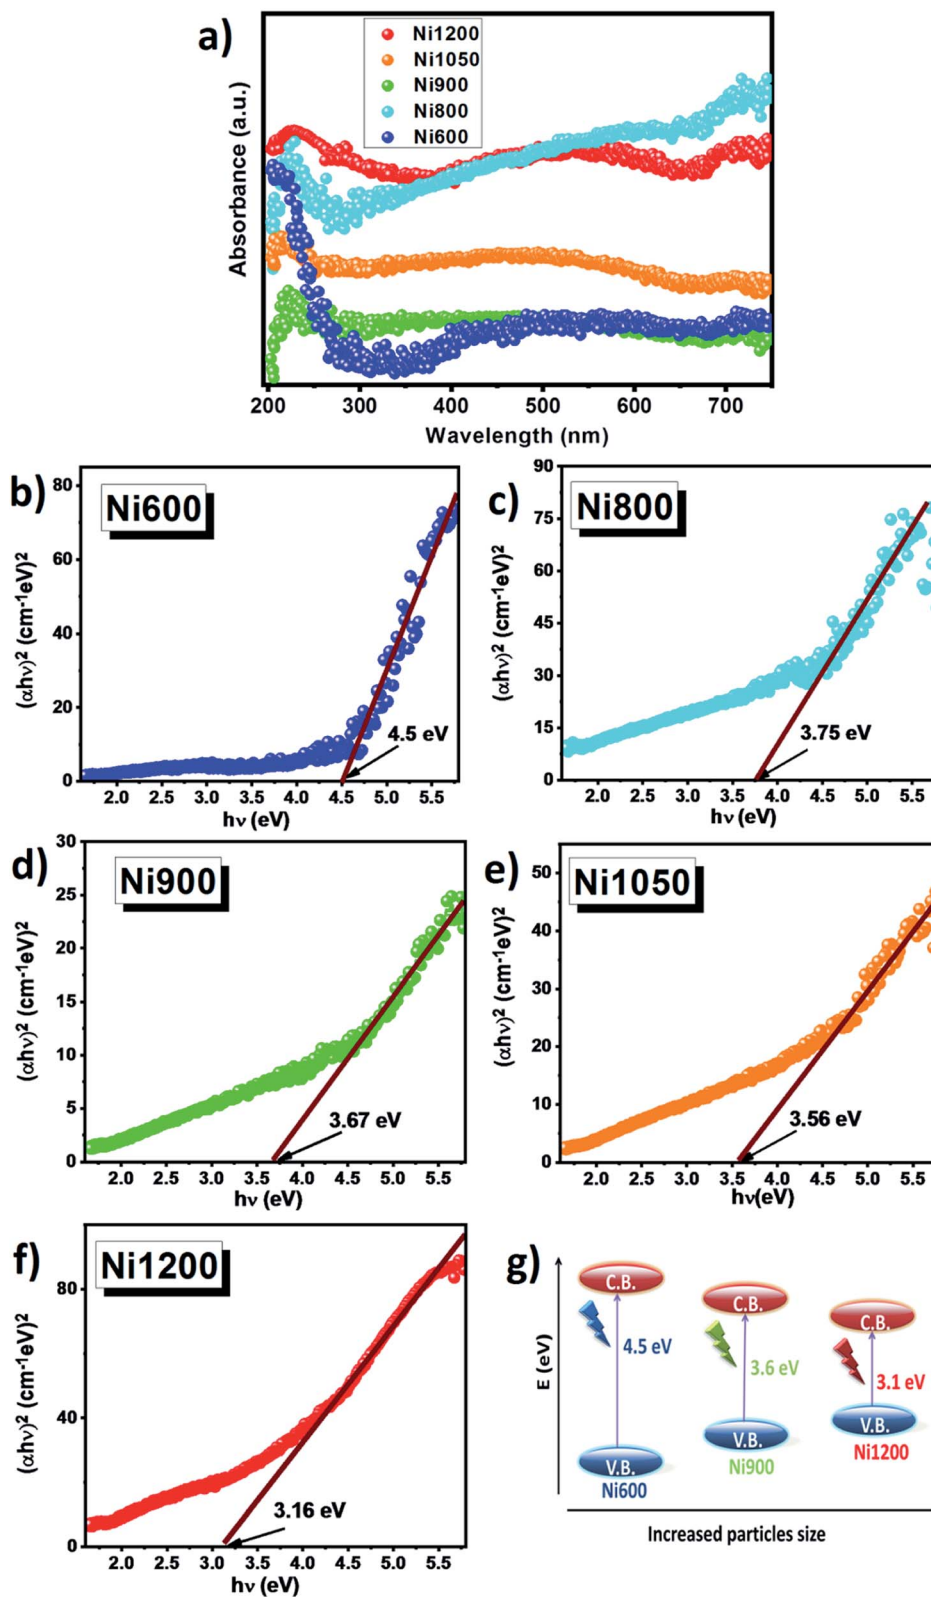 a)
Ni1200
Ni1050
Ni900
Ni800
Ni600
Absorbance (a.u.)
200 300 400 500 600 700
Wavelength (nm)
b)
Ni600
80
60
40
20
0
(αhν)² (cm⁻¹eV)²
4.5 eV
2.0 2.5 3.0 3.5 4.0 4.5 5.0 5.5
hν (eV)
c)
Ni800
90
75
60
45
30
15
0
(αhν)² (cm⁻¹eV)²
3.75 eV
2.0 2.5 3.0 3.5 4.0 4.5 5.0 5.5
hν (eV)
d)
Ni900
30
25
20
15
10
5
0
(αhν)² (cm⁻¹eV)²
3.67 eV
2.0 2.5 3.0 3.5 4.0 4.5 5.0 5.5
hν (eV)
e)
Ni1050
50
40
30
20
10
0
(αhν)² (cm⁻¹eV)²
3.56 eV
2.0 2.5 3.0 3.5 4.0 4.5 5.0 5.5
hν(eV)
f)
Ni1200
80
40
0
(αhν)² (cm⁻¹eV)²
3.16 eV
2.0 2.5 3.0 3.5 4.0 4.5 5.0 5.5
hν (eV)
g)
E (eV)
C.B.
4.5 eV
V.B.
Ni600
C.B.
3.6 eV
V.B.
Ni900
C.B.
3.1 eV
V.B.
Ni1200
Increased particles size